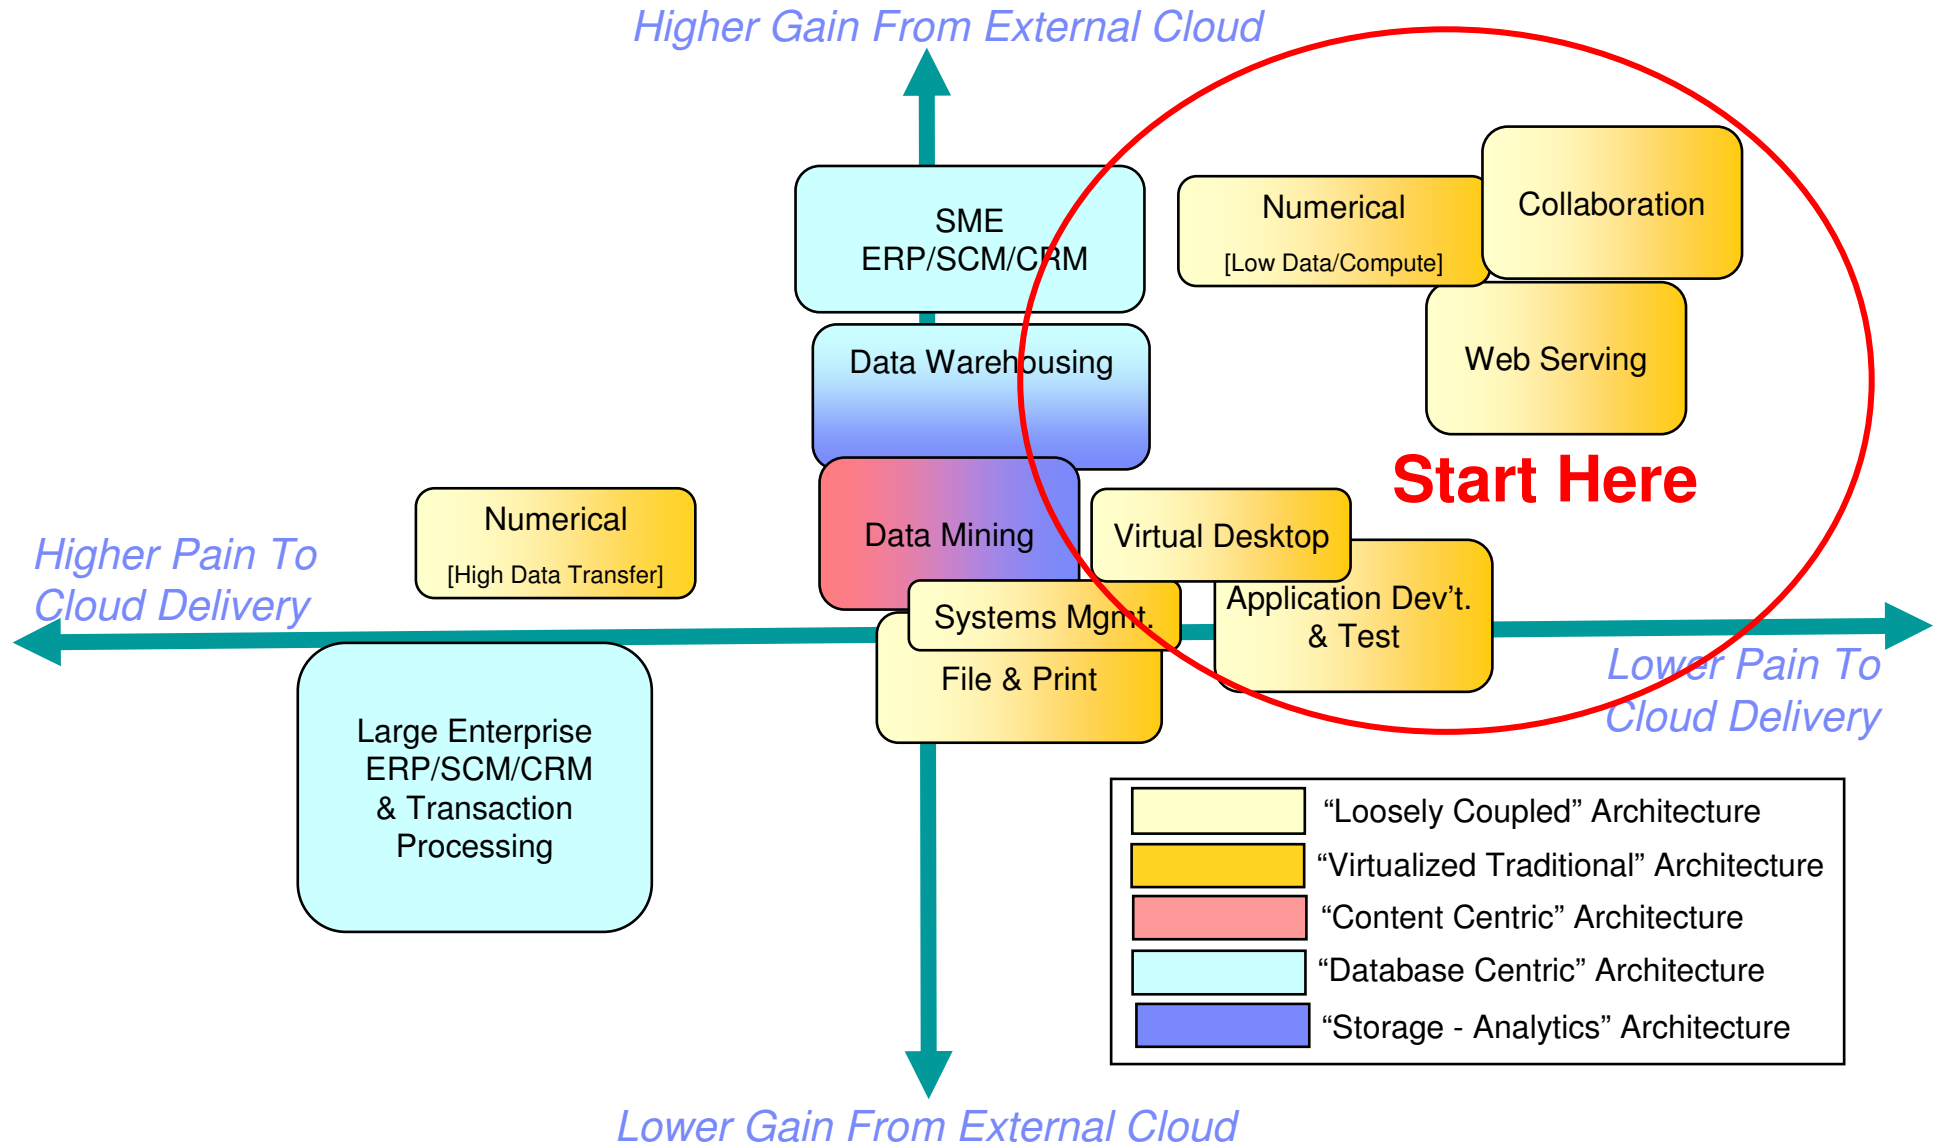 Higher Gain From External Cloud
SME
ERP/SCM/CRM
Numerical
[Low Data/Compute]
Collaboration
Data Warehousing
Web Serving
Start Here
Numerical
[High Data Transfer]
Data Mining
Virtual Desktop
Higher Pain To
Cloud Delivery
Systems Mgmt.
Application Dev’t.
& Test
File & Print
Lower Pain To
Cloud Delivery
Large Enterprise
ERP/SCM/CRM
& Transaction
Processing
“Loosely Coupled” Architecture
“Virtualized Traditional” Architecture
“Content Centric” Architecture
“Database Centric” Architecture
“Storage - Analytics” Architecture
Lower Gain From External Cloud